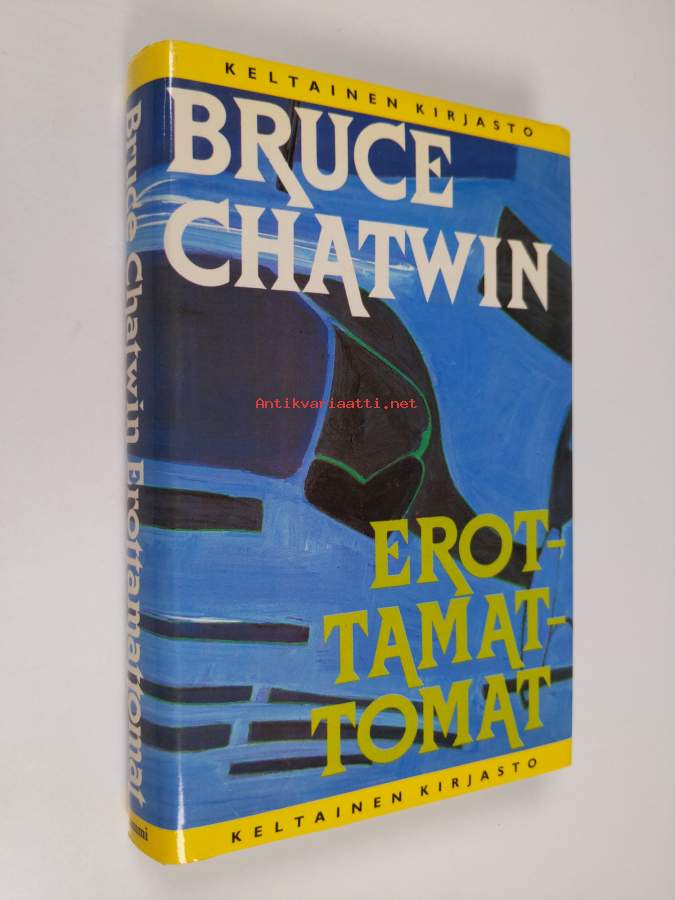 KELTAINEN KIRJASTO
BRUCE
CHATWIN
Antikvariaatti.net
EROT-
TAMAT-
TOMAT
KELTAINEN KIRJASTO
Bruce Chatwin Erottamattomat